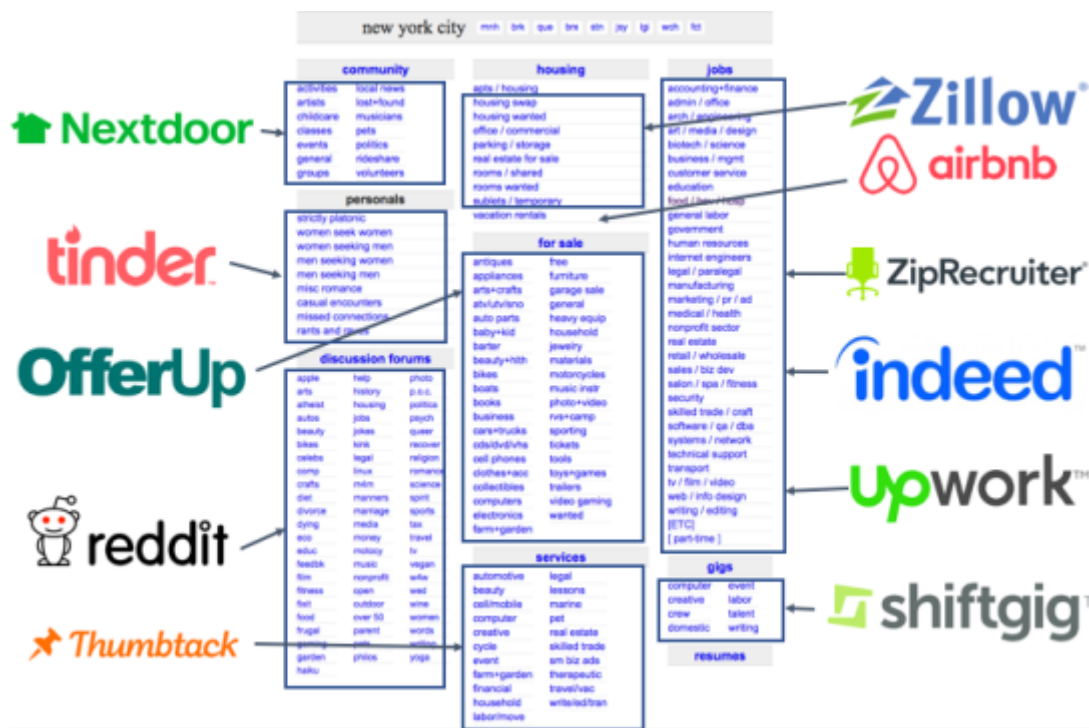 new york city mnh brk que brx stn jsy lgi wch fct
community
activities local news
artists lost+found
childcare musicians
classes pets
events politics
general rideshare
groups volunteers
personals
strictly platonic
women seek women
women seeking men
men seeking women
men seeking men
misc romance
casual encounters
missed connections
rants and raves
discussion forums
apple help photo
arts history p.o.c.
atheist housing politics
autos jobs psych
beauty jokes queer
bikes kink recover
celebs legal religion
comp linux romance
crafts m4m science
diet manners spirit
divorce marriage sports
dying media tax
eco money travel
educ motocy tv
feedbk music vegan
film nonprofit w4w
fitness open wed
fixit outdoor wine
food over 50 women
frugal parent words
gaming pets writing
garden philos yoga
haiku
housing
apts / housing
housing swap
housing wanted
office / commercial
parking / storage
real estate for sale
rooms / shared
rooms wanted
sublets / temporary
vacation rentals
for sale
antiques free
appliances furniture
arts+crafts garage sale
atv/utv/sno general
auto parts heavy equip
baby+kid household
barter jewelry
beauty+hlth materials
bikes motorcycles
boats music instr
books photo+video
business rvs+camp
cars+trucks sporting
cds/dvd/vhs tickets
cell phones tools
clothes+acc toys+games
collectibles trailers
computers video gaming
electronics wanted
farm+garden
services
automotive legal
beauty lessons
cell/mobile marine
computer pet
creative real estate
cycle skilled trade
event sm biz ads
farm+garden therapeutic
financial travel/vac
household write/ed/tran
labor/move
jobs
accounting+finance
admin / office
arch / engineering
art / media / design
biotech / science
business / mgmt
customer service
education
food / bev / hosp
general labor
government
human resources
internet engineers
legal / paralegal
manufacturing
marketing / pr / ad
medical / health
nonprofit sector
real estate
retail / wholesale
sales / biz dev
salon / spa / fitness
security
skilled trade / craft
software / qa / dba
systems / network
technical support
transport
tv / film / video
web / info design
writing / editing
[ETC]
[ part-time ]
gigs
computer event
creative labor
crew talent
domestic writing
resumes
Nextdoor
tinder
OfferUp
reddit
Thumbtack
Zillow®
airbnb
ZipRecruiter®
indeed™
upwork™
shiftgig